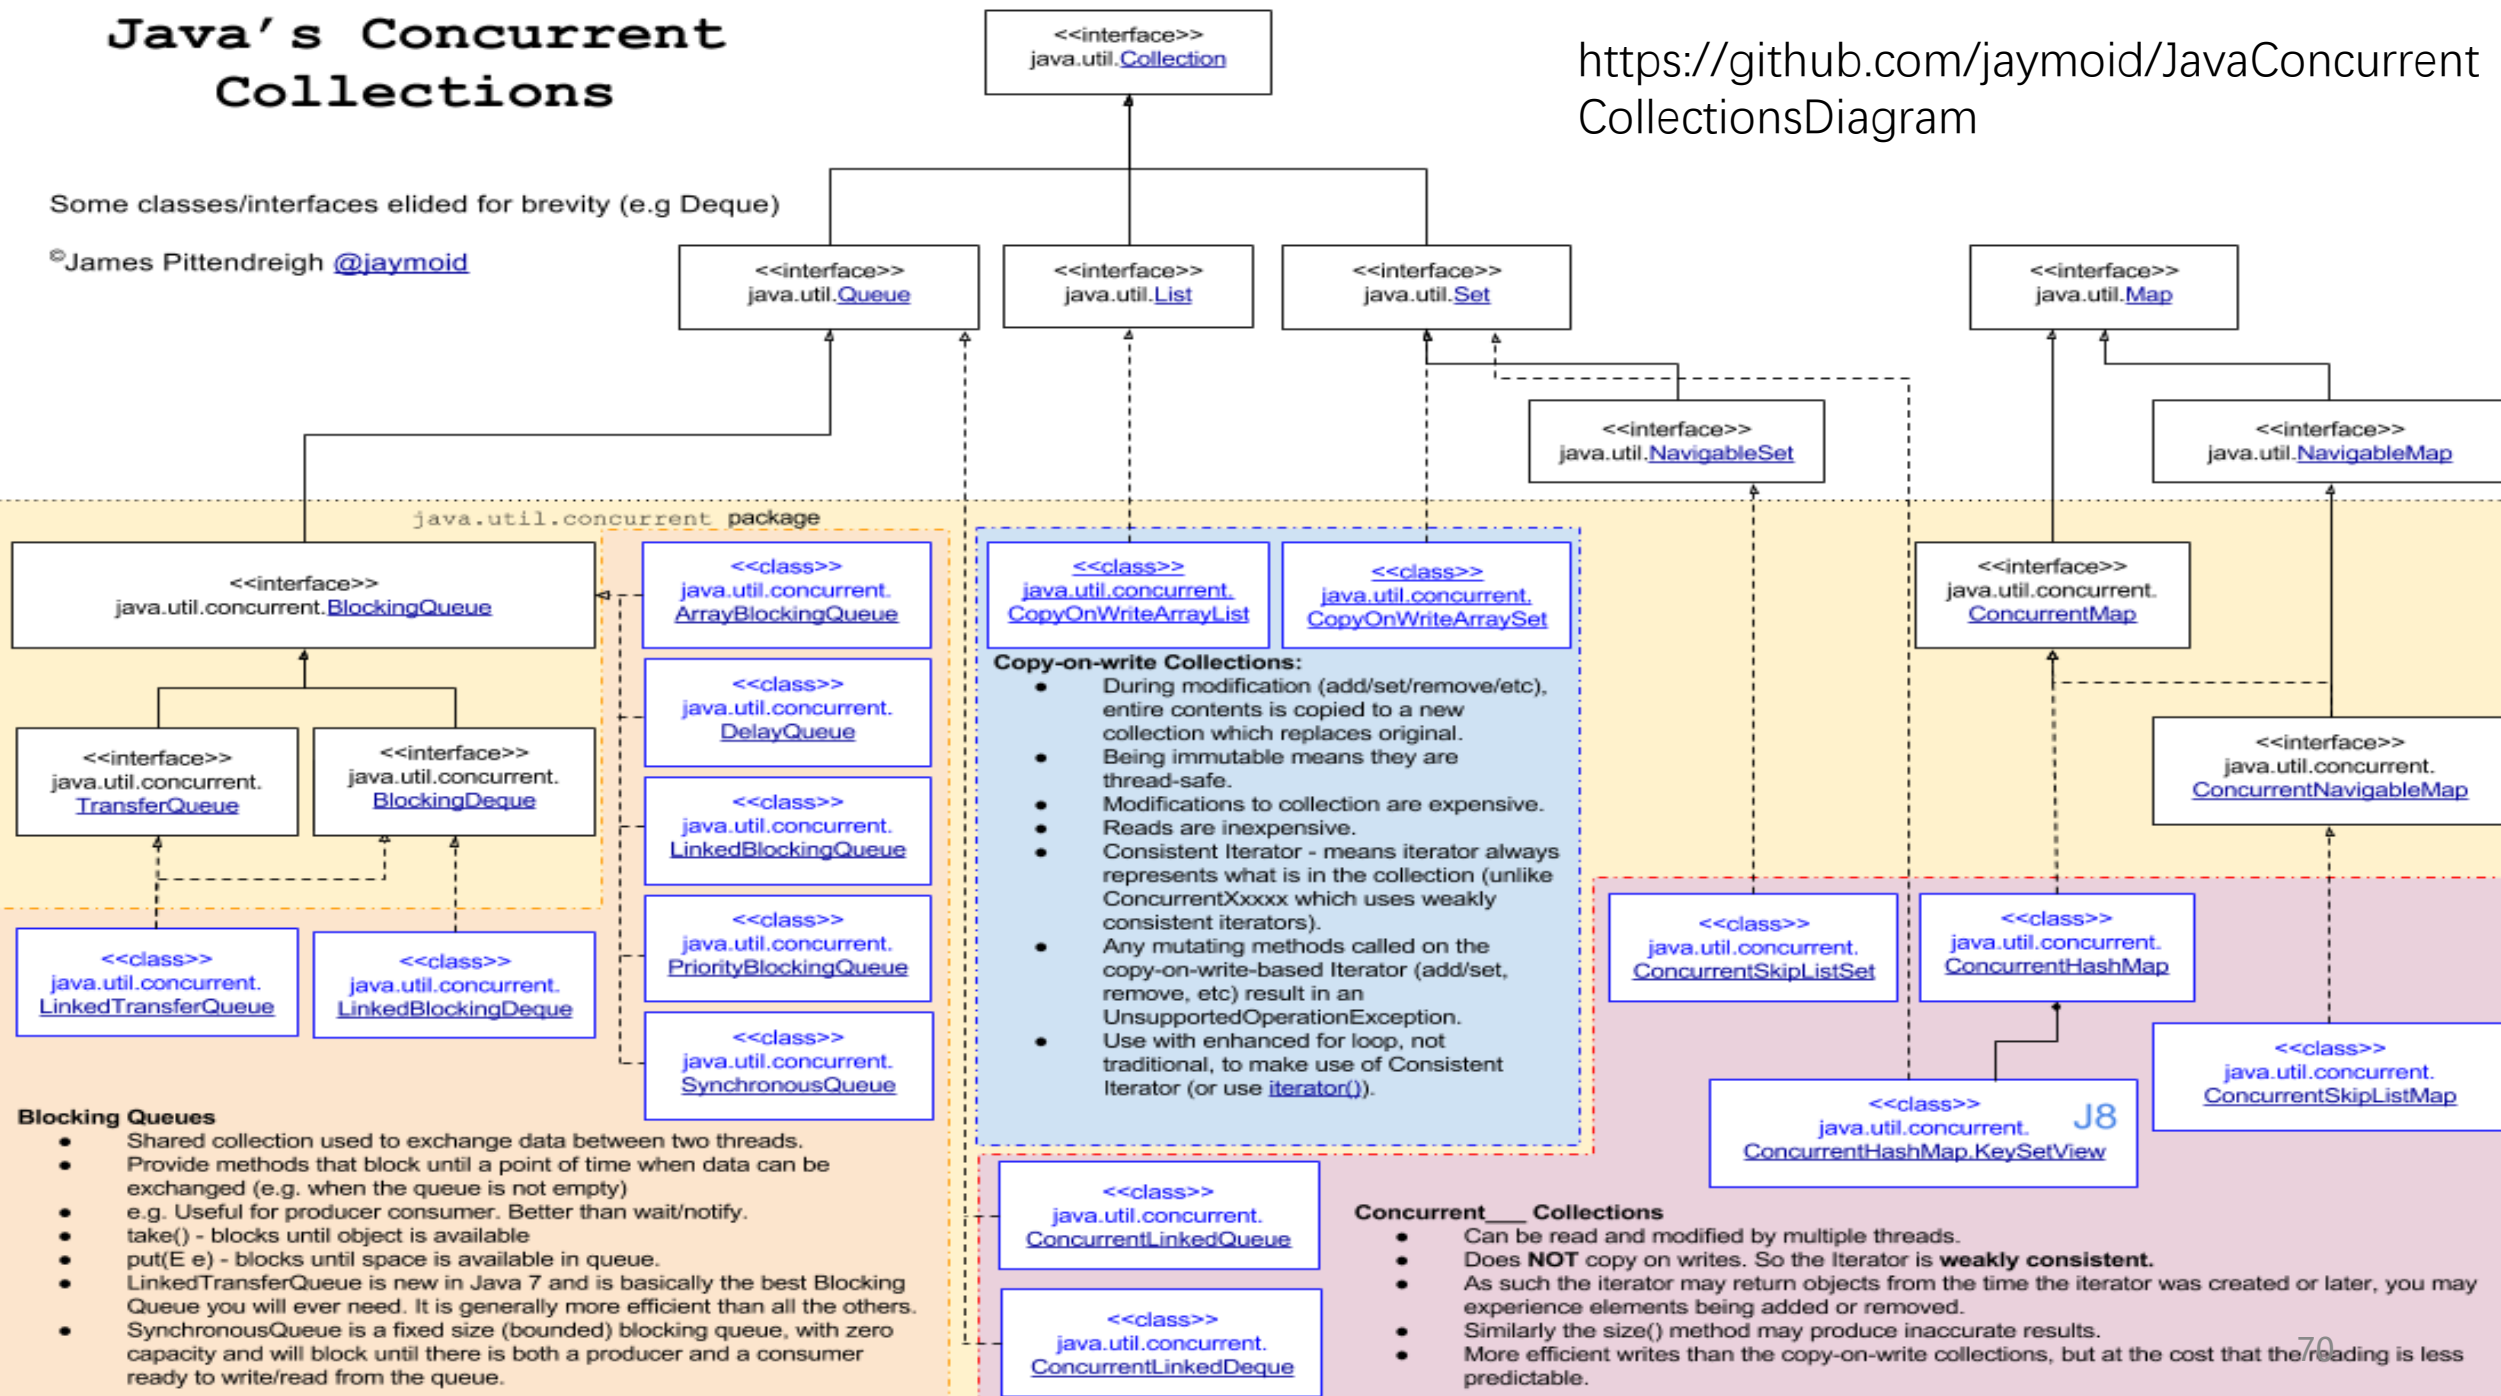 Java's Concurrent
Collections
https://github.com/jaymoid/JavaConcurrent
CollectionsDiagram
Some classes/interfaces elided for brevity (e.g Deque)
©James Pittendreigh @jaymoid
<<interface>>
java.util.Collection
<<interface>>
java.util.Queue
<<interface>>
java.util.List
<<interface>>
java.util.Set
<<interface>>
java.util.Map
<<interface>>
java.util.NavigableSet
<<interface>>
java.util.NavigableMap
java.util.concurrent package
<<interface>>
java.util.concurrent.BlockingQueue
<<class>>
java.util.concurrent.
ArrayBlockingQueue
<<class>>
java.util.concurrent.
CopyOnWriteArrayList
<<class>>
java.util.concurrent.
CopyOnWriteArraySet
<<interface>>
java.util.concurrent.
ConcurrentMap
<<interface>>
java.util.concurrent.
TransferQueue
<<interface>>
java.util.concurrent.
BlockingDeque
<<class>>
java.util.concurrent.
DelayQueue
<<class>>
java.util.concurrent.
LinkedBlockingQueue
<<class>>
java.util.concurrent.
PriorityBlockingQueue
<<class>>
java.util.concurrent.
SynchronousQueue
<<class>>
java.util.concurrent.
LinkedTransferQueue
<<class>>
java.util.concurrent.
LinkedBlockingDeque
Copy-on-write Collections:
● During modification (add/set/remove/etc),
entire contents is copied to a new
collection which replaces original.
● Being immutable means they are
thread-safe.
● Modifications to collection are expensive.
● Reads are inexpensive.
● Consistent Iterator - means iterator always
represents what is in the collection (unlike
ConcurrentXxxxx which uses weakly
consistent iterators).
● Any mutating methods called on the
copy-on-write-based Iterator (add/set,
remove, etc) result in an
UnsupportedOperationException.
● Use with enhanced for loop, not
traditional, to make use of Consistent
Iterator (or use iterator()).
<<interface>>
java.util.concurrent.
ConcurrentNavigableMap
<<class>>
java.util.concurrent.
ConcurrentSkipListSet
<<class>>
java.util.concurrent.
ConcurrentHashMap
<<class>>
java.util.concurrent.
ConcurrentSkipListMap
<<class>> J8
java.util.concurrent.
ConcurrentHashMap.KeySetView
Blocking Queues
● Shared collection used to exchange data between two threads.
● Provide methods that block until a point of time when data can be
exchanged (e.g. when the queue is not empty)
● e.g. Useful for producer consumer. Better than wait/notify.
● take() - blocks until object is available
● put(E e) - blocks until space is available in queue.
● LinkedTransferQueue is new in Java 7 and is basically the best Blocking
Queue you will ever need. It is generally more efficient than all the others.
● SynchronousQueue is a fixed size (bounded) blocking queue, with zero
capacity and will block until there is both a producer and a consumer
ready to write/read from the queue.
<<class>>
java.util.concurrent.
ConcurrentLinkedQueue
<<class>>
java.util.concurrent.
ConcurrentLinkedDeque
Concurrent___ Collections
● Can be read and modified by multiple threads.
● Does NOT copy on writes. So the Iterator is weakly consistent.
● As such the iterator may return objects from the time the iterator was created or later, you may
experience elements being added or removed.
● Similarly the size() method may produce inaccurate results.
● More efficient writes than the copy-on-write collections, but at the cost that the reading is less
predictable.
70